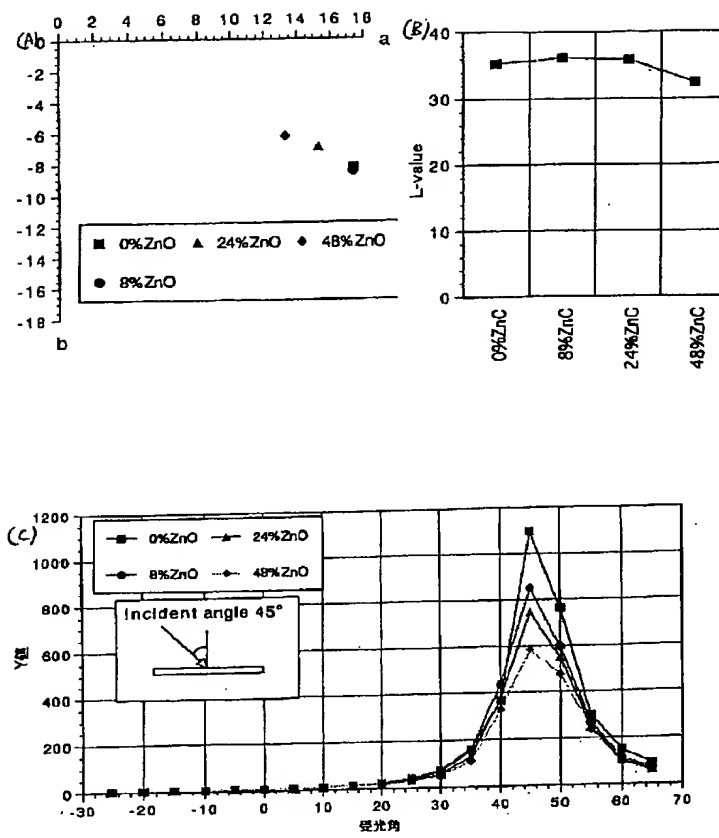 (A)
0 2 4 6 8 10 12 14 16 18
a
0
-2
-4
-6
-8
-10
-12
-14
-16
-18
b
■ 0%ZnO ▲ 24%ZnO ◆ 48%ZnO
● 8%ZnO
(B)
40
30
20
10
0
L-value
0%ZnC
8%ZnC
24%ZnC
48%ZnC
(C)
1200
1000
800
600
400
200
0
Y値
0%ZnO 24%ZnO
8%ZnO 48%ZnO
Incident angle 45°
-30 -20 -10 0 10 20 30 40 50 60 70
受光角